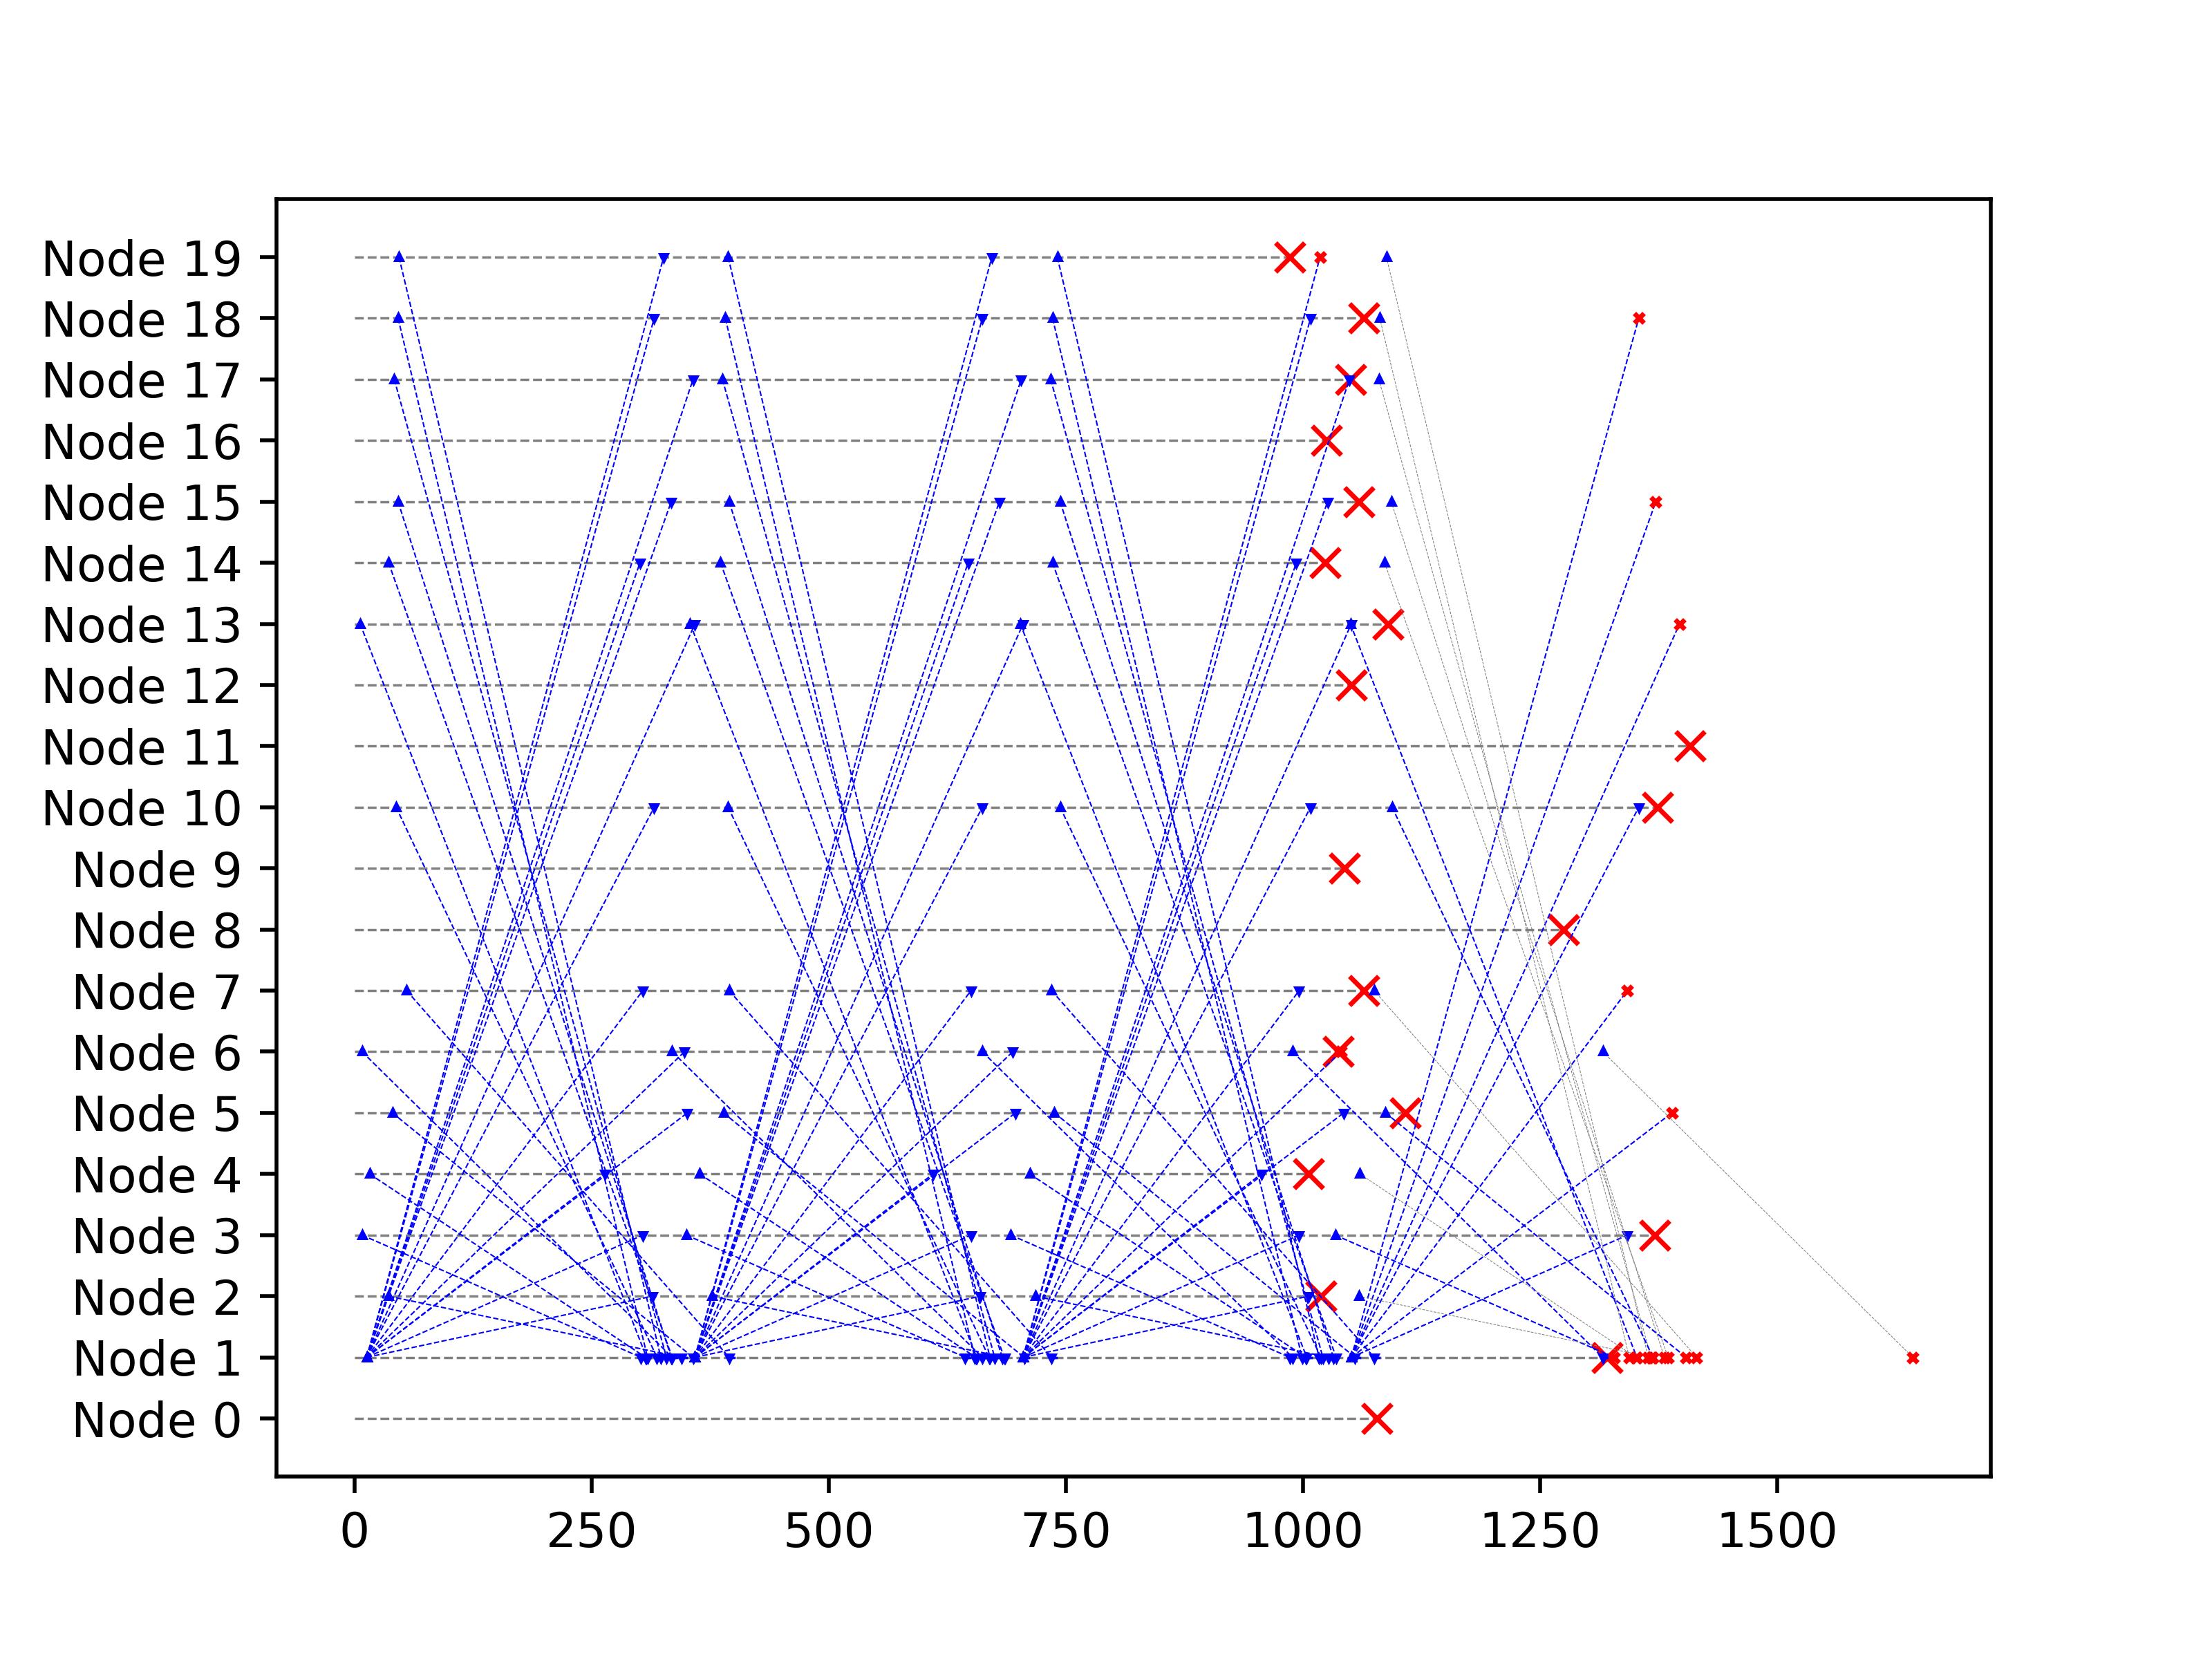 Node 19
Node 18
Node 17
Node 16
Node 15
Node 14
Node 13
Node 12
Node 11
Node 10
Node 9
Node 8
Node 7
Node 6
Node 5
Node 4
Node 3
Node 2
Node 1
Node 0
0 250 500 750 1000 1250 1500